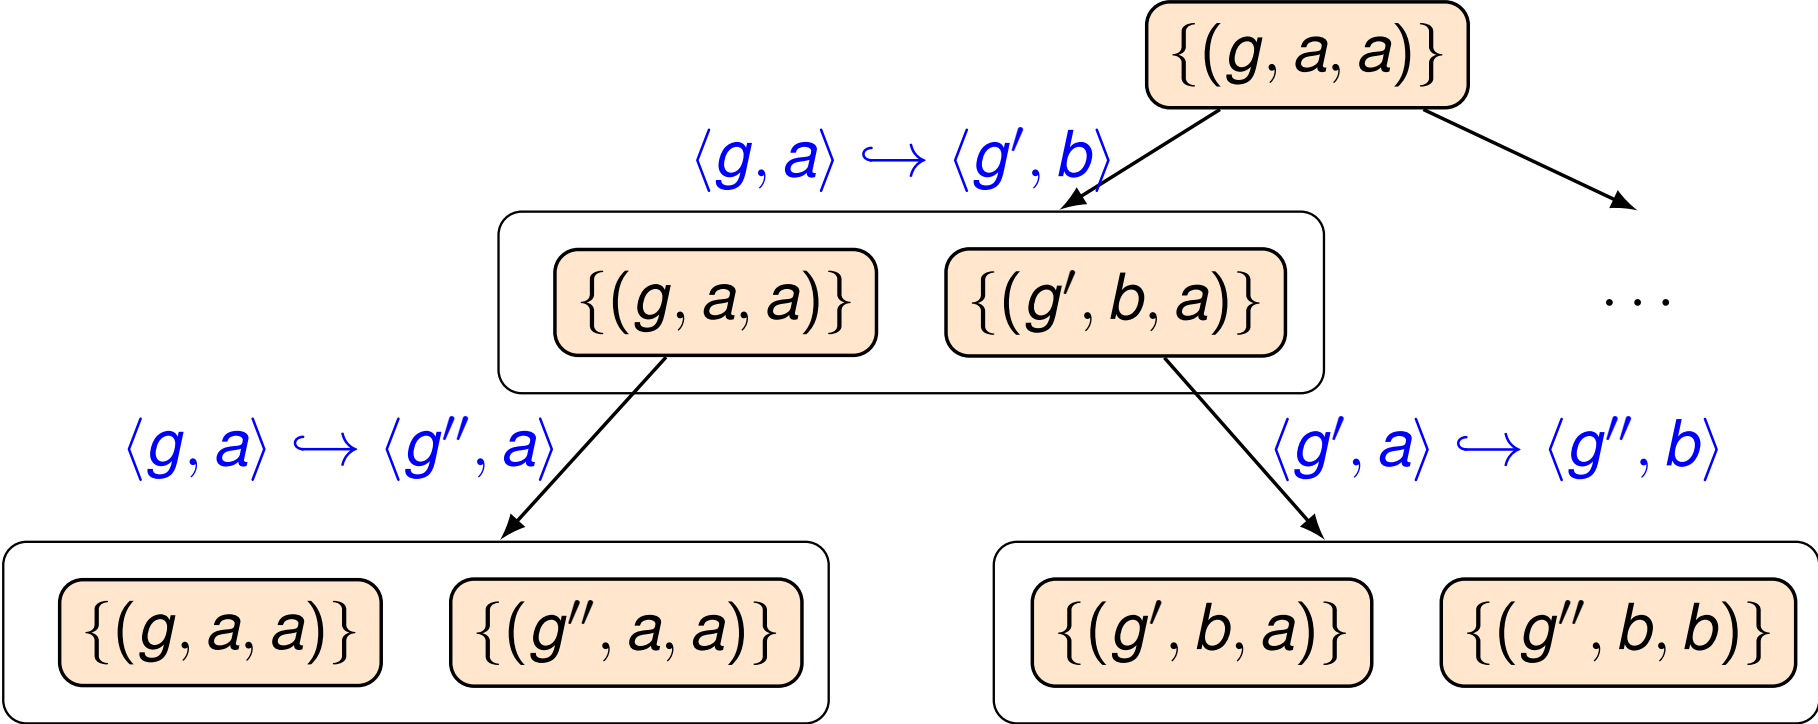 {(g, a, a)}
⟨g, a⟩ ↪ ⟨g′, b⟩
{(g, a, a)} {(g′, b, a)} ...
⟨g, a⟩ ↪ ⟨g″, a⟩ ⟨g′, a⟩ ↪ ⟨g″, b⟩
{(g, a, a)} {(g″, a, a)} {(g′, b, a)} {(g″, b, b)}